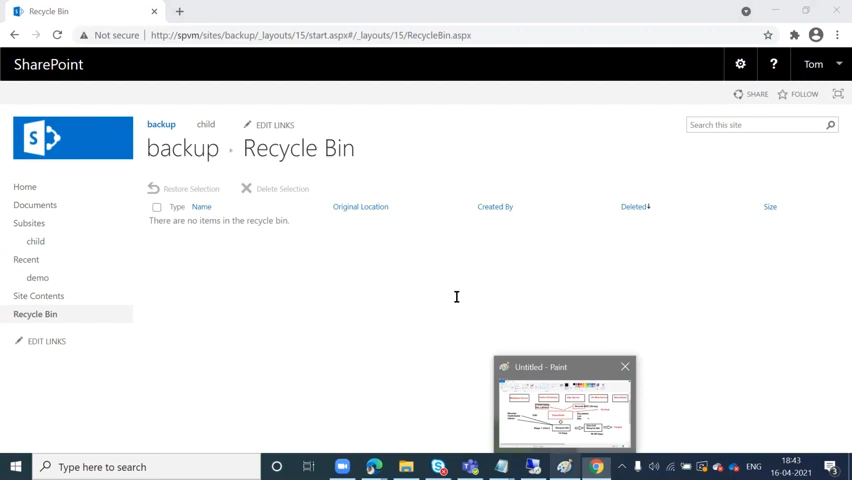 Recycle Bin
Not secure
http://spvm/sites/backup/_layouts/15/start.aspx#/_layouts/15/RecycleBin.aspx
SharePoint
? Tom
SHARE FOLLOW
S
backup child EDIT LINKS
Search this site
backup Recycle Bin
Home
Documents
Subsites
child
Recent
demo
Site Contents
Recycle Bin
EDIT LINKS
Restore Selection Delete Selection
Type Name Original Location Created By Deleted Size
There are no items in the recycle bin.
Untitled - Paint
Type here to search
ENG
18:43
16-04-2021